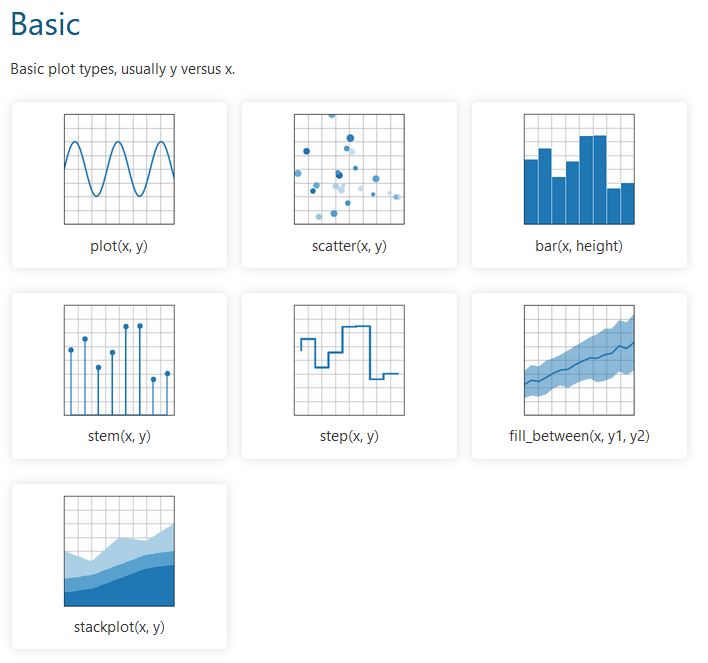 Basic
Basic plot types, usually y versus x.
plot(x, y)
scatter(x, y)
bar(x, height)
stem(x, y)
step(x, y)
fill_between(x, y1, y2)
stackplot(x, y)